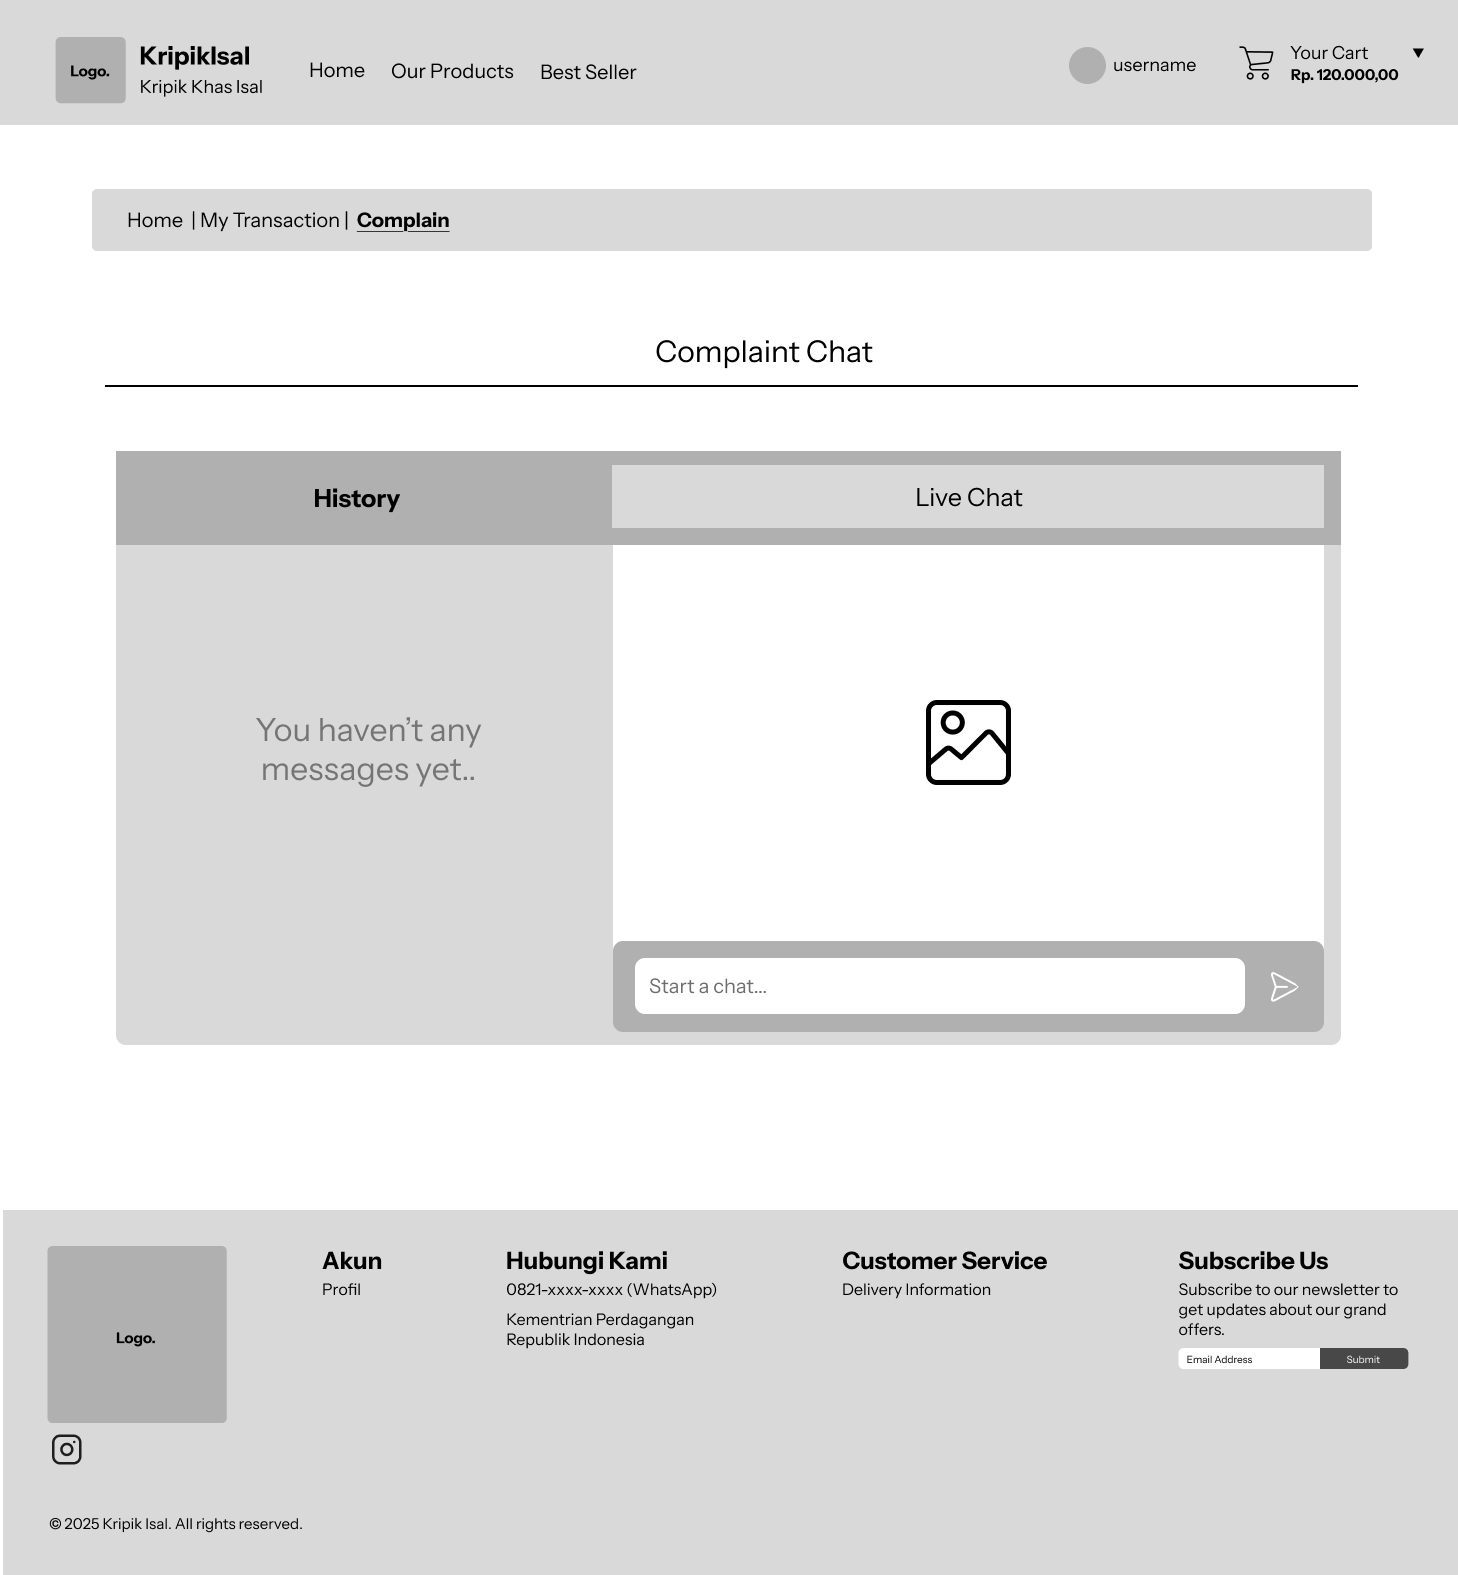 Logo.
KripikIsal
Kripik Khas Isal
Home
Our Products
Best Seller
username
Your Cart
▼
Rp. 120.000,00
Home | My Transaction | Complain
Complaint Chat
History
Live Chat
You haven’t any
messages yet..
Start a chat...
Logo.
Akun
Profil
Hubungi Kami
0821-xxxx-xxxx (WhatsApp)
Kementrian Perdagangan
Republik Indonesia
Customer Service
Delivery Information
Subscribe Us
Subscribe to our newsletter to
get updates about our grand
offers.
Email Address
Submit
© 2025 Kripik Isal. All rights reserved.